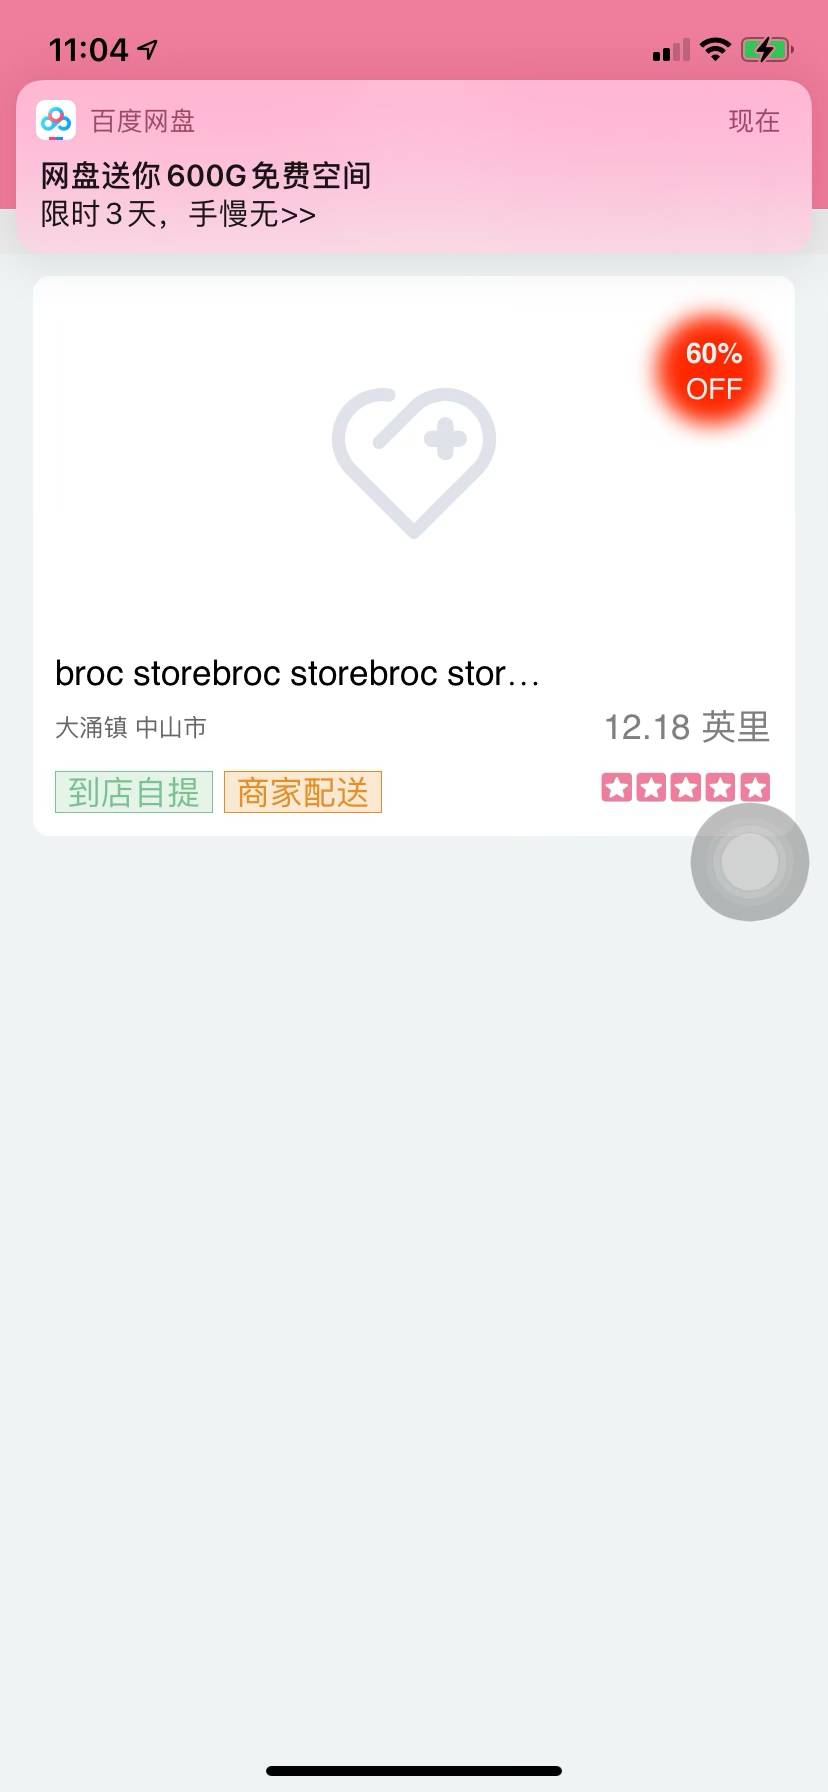 11:04
百度网盘
现在
网盘送你600G免费空间
限时3天，手慢无>>
60%
OFF
broc storebroc storebroc stor…
大涌镇 中山市
12.18 英里
到店自提
商家配送